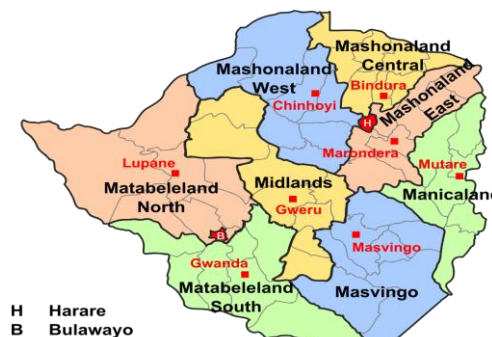 Mashonaland
Central
Bindura
Mashonaland
West
Chinhoyi
Mashonaland
East
H
Marondera
Lupane
Matabeleland
North
Midlands
Gweru
Mutare
Manicaland
B
Masvingo
Gwanda
Matabeleland
South
Masvingo
H Harare
B Bulawayo